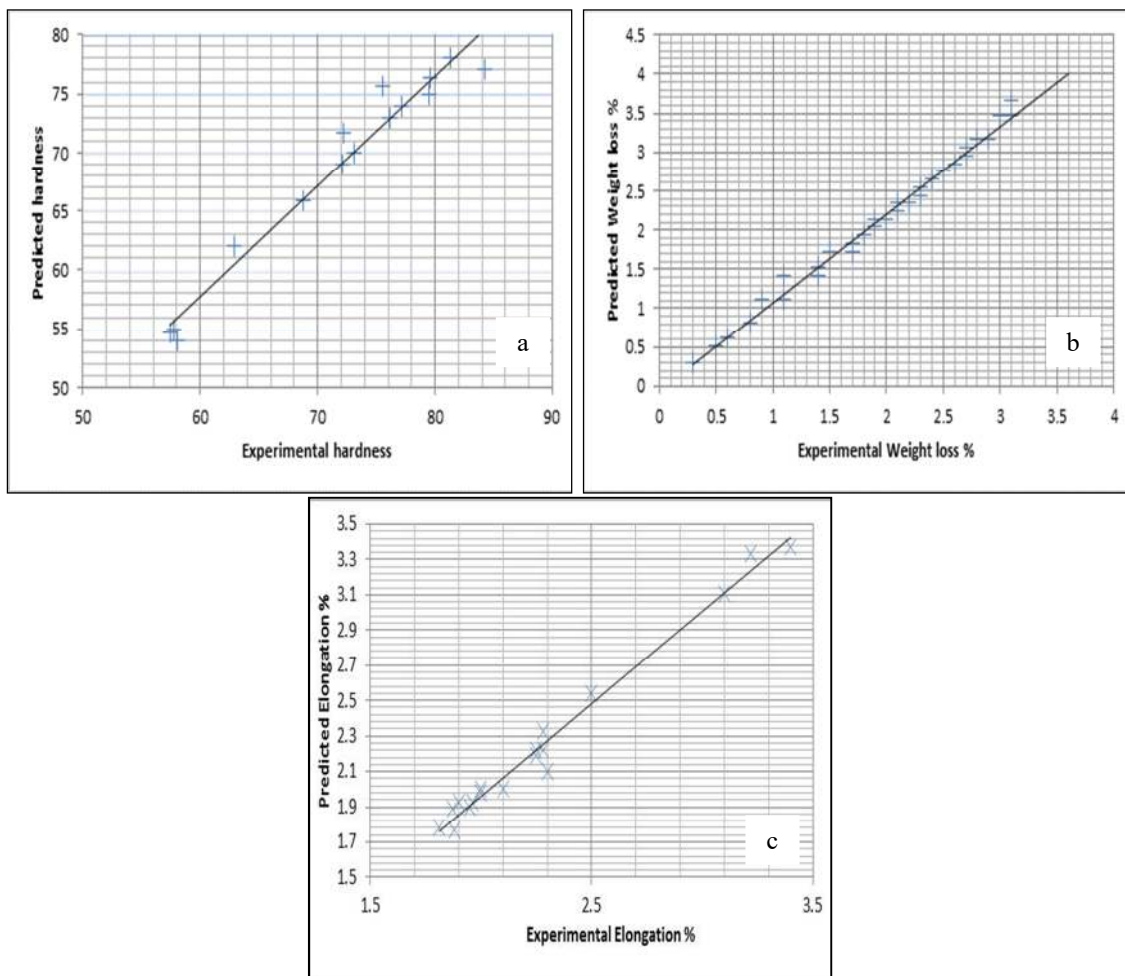 80
75
70
65
60
55
50
50 60 70 80 90
Predicted hardness
Experimental hardness
a
4.5
4
3.5
3
2.5
2
1.5
1
0.5
0
0 0.5 1 1.5 2 2.5 3 3.5 4
Predicted Weight loss %
Experimental Weight loss %
b
3.5
3.3
3.1
2.9
2.7
2.5
2.3
2.1
1.9
1.7
1.5
1.5 2.5 3.5
Predicted Elongation %
Experimental Elongation %
c